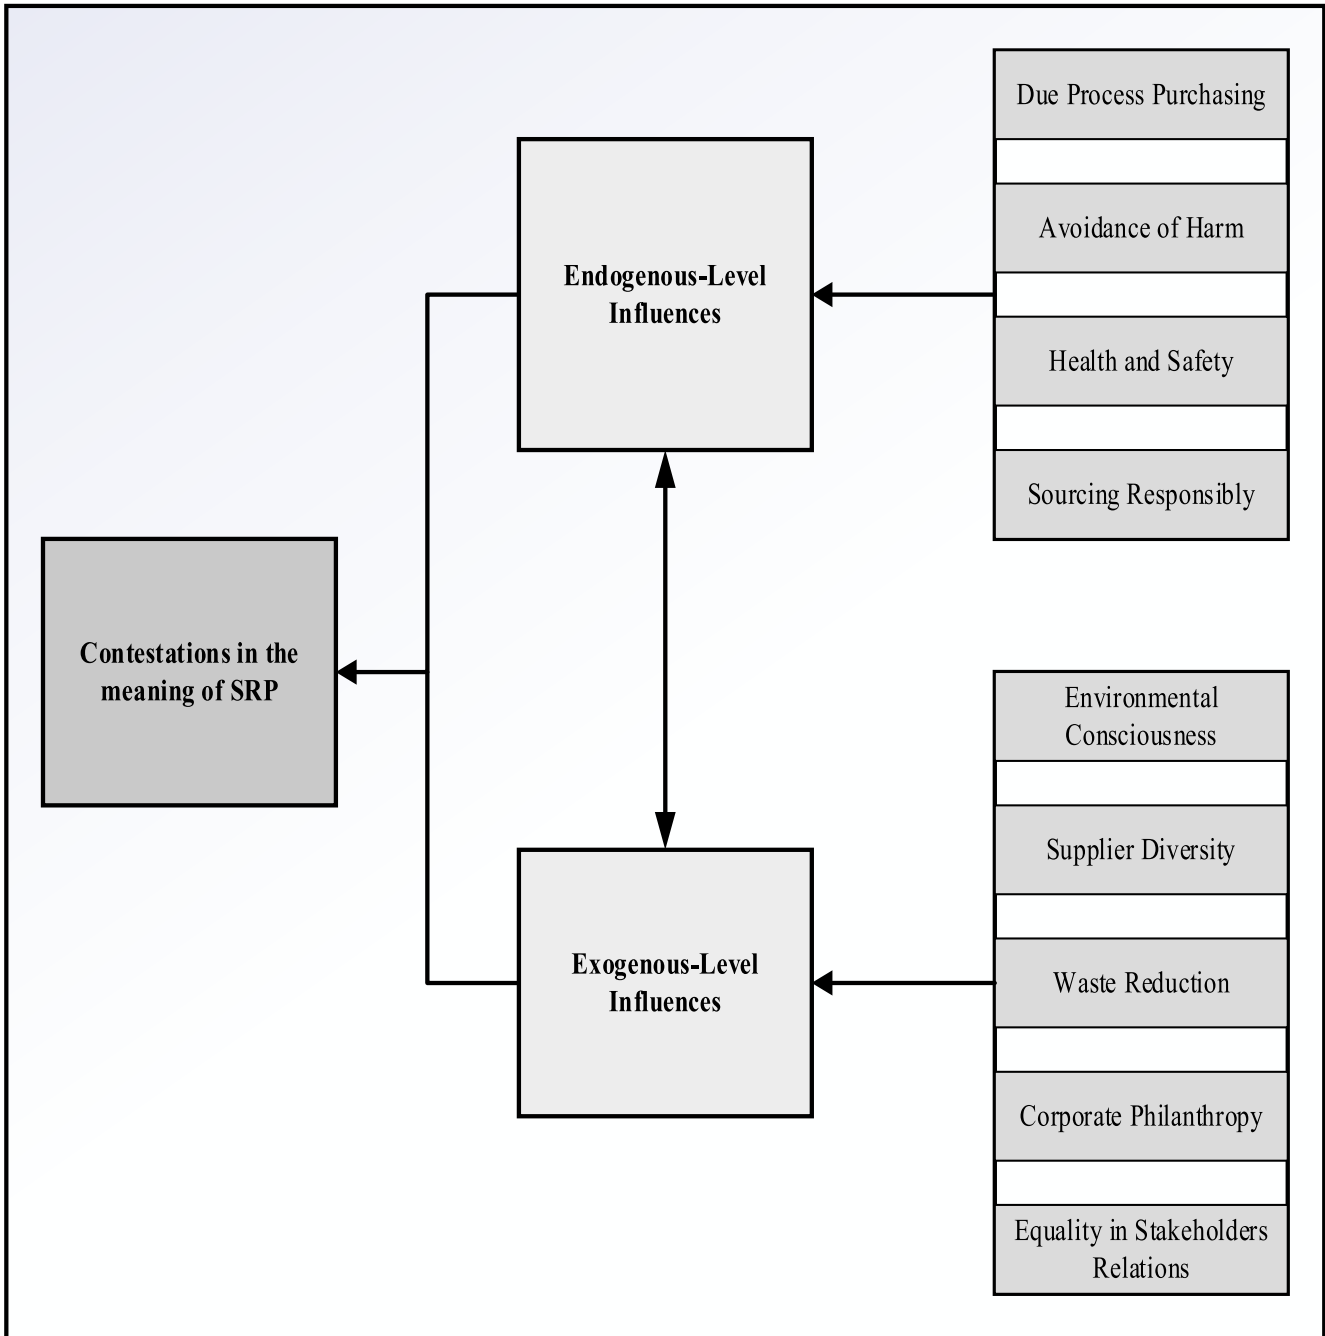 Due Process Purchasing
Avoidance of Harm
Endogenous-Level
Influences
Health and Safety
Sourcing Responsibly
Contestations in the
meaning of SRP
Environmental
Consciousness
Supplier Diversity
Exogenous-Level
Influences
Waste Reduction
Corporate Philanthropy
Equality in Stakeholders
Relations